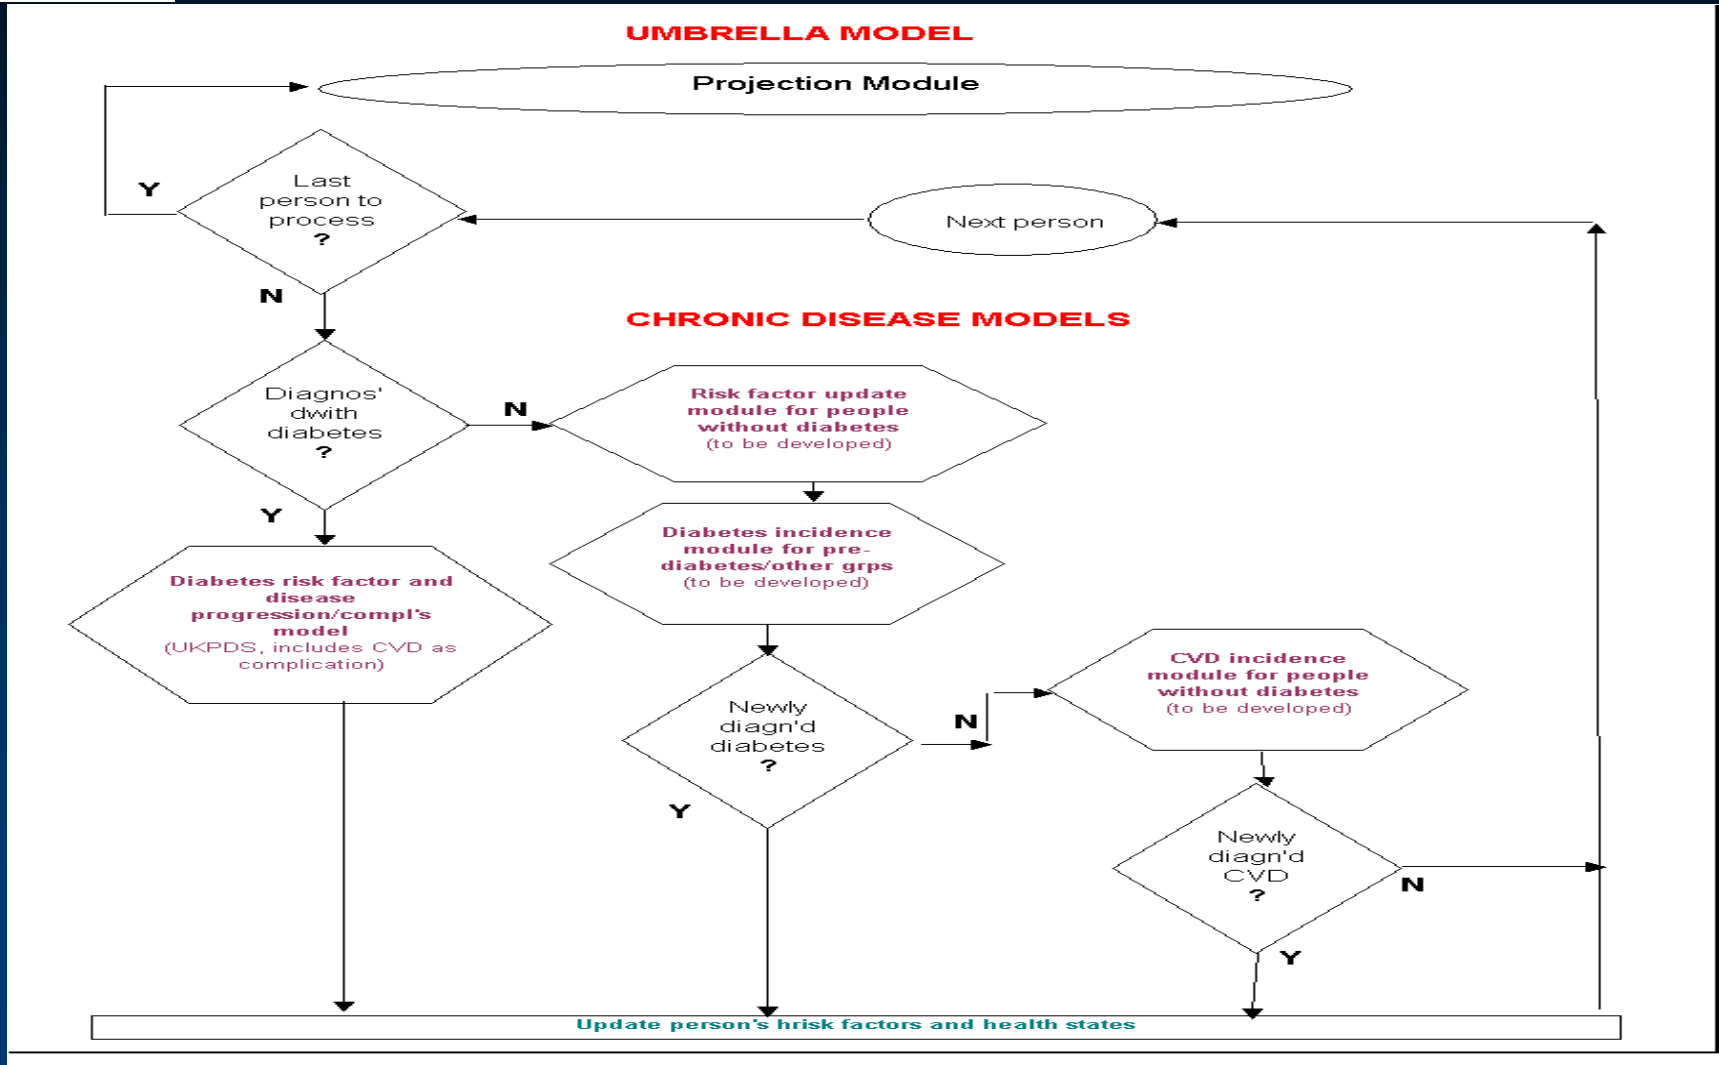 UMBRELLA MODEL
Projection Module
Y
Last
person to
process
?
Next person
N
CHRONIC DISEASE MODELS
Diagnos'
dwith
diabetes
?
N
Risk factor update
module for people
without diabetes
(to be developed)
Y
Diabetes incidence
module for pre-
diabetes/other grps
(to be developed)
Diabetes risk factor and
disease
progression/compl's
model
(UKPDS, includes CVD as
complication)
Newly
diagn'd
diabetes
?
N
CVD incidence
module for people
without diabetes
(to be developed)
Y
Newly
diagn'd
CVD
?
N
Y
Update person's hrisk factors and health states